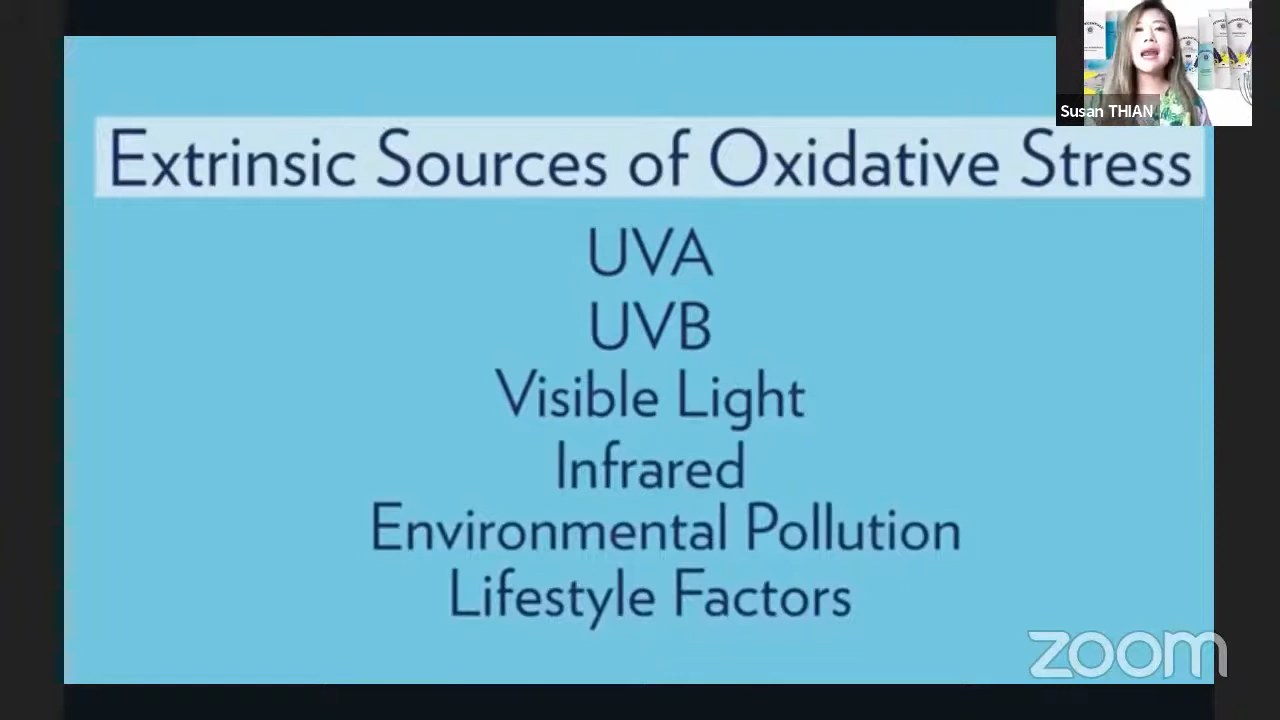 Extrinsic Sources of Oxidative Stress
UVA
UVB
Visible Light
Infrared
Environmental Pollution
Lifestyle Factors
Susan THIAN
zoom